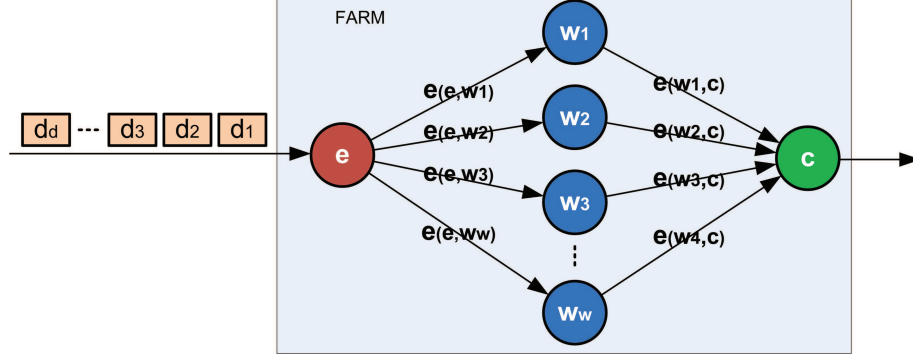 FARM
w1
e(e,w1)
e(w1,c)
dd
d3
d2
d1
e(e,w2)
w2
e(w2,c)
e
c
e(e,w3)
w3
e(w3,c)
e(e,ww)
e(w4,c)
ww